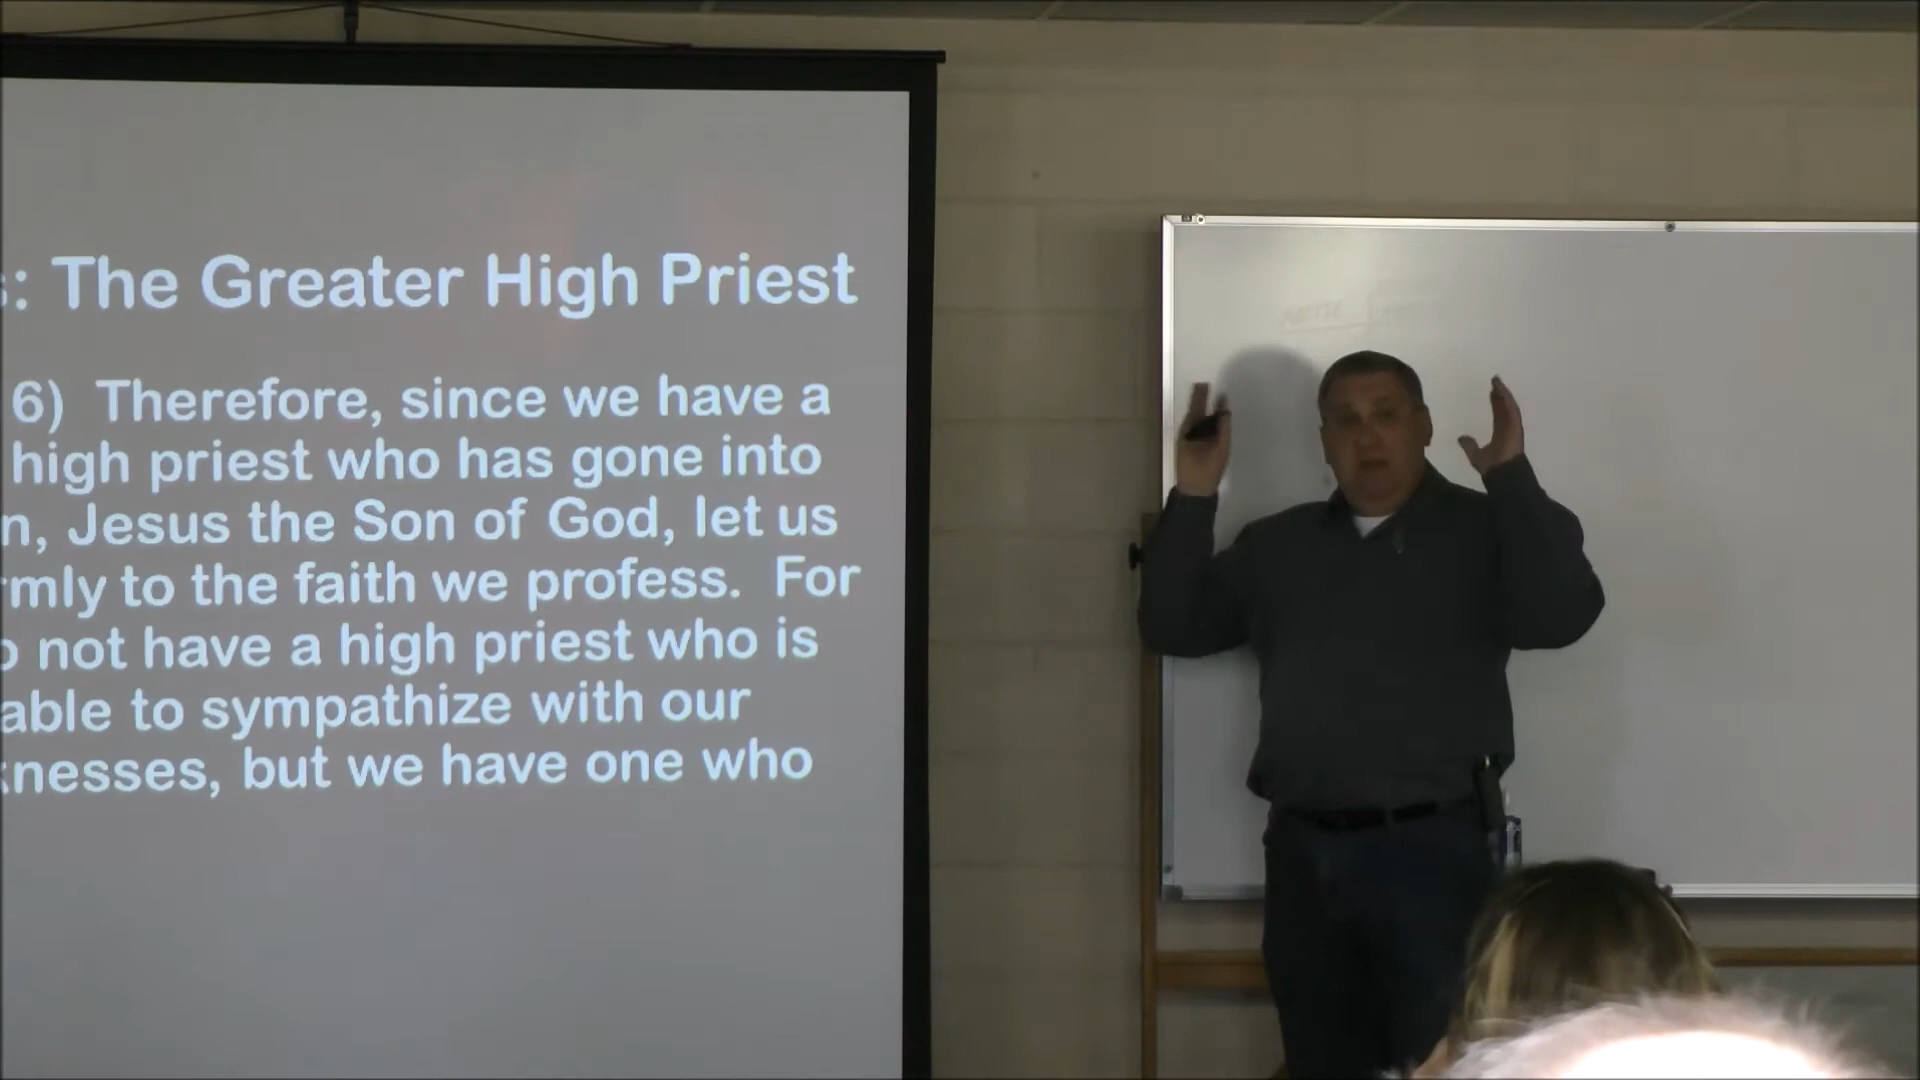 : The Greater High Priest
6) Therefore, since we have a
high priest who has gone into
n, Jesus the Son of God, let us
mly to the faith we profess. For
not have a high priest who is
able to sympathize with our
nesses, but we have one who